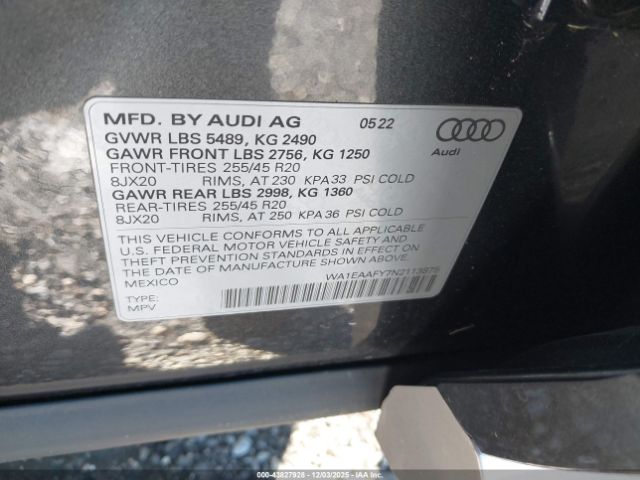 MFD. BY AUDI AG 05 22
GVWR LBS 5489, KG 2490
GAWR FRONT LBS 2756, KG 1250
FRONT-TIRES 255/45 R20
8JX20 RIMS, AT 230 KPA 33 PSI COLD
GAWR REAR LBS 2998, KG 1360
REAR-TIRES 255/45 R20
8JX20 RIMS, AT 250 KPA 36 PSI COLD
Audi
THIS VEHICLE CONFORMS TO ALL APPLICABLE
U.S. FEDERAL MOTOR VEHICLE SAFETY AND
THEFT PREVENTION STANDARDS IN EFFECT ON
THE DATE OF MANUFACTURE SHOWN ABOVE.
MEXICO
TYPE:
MPV
000-43827928 - 12/03/2025 - IAAI.COM